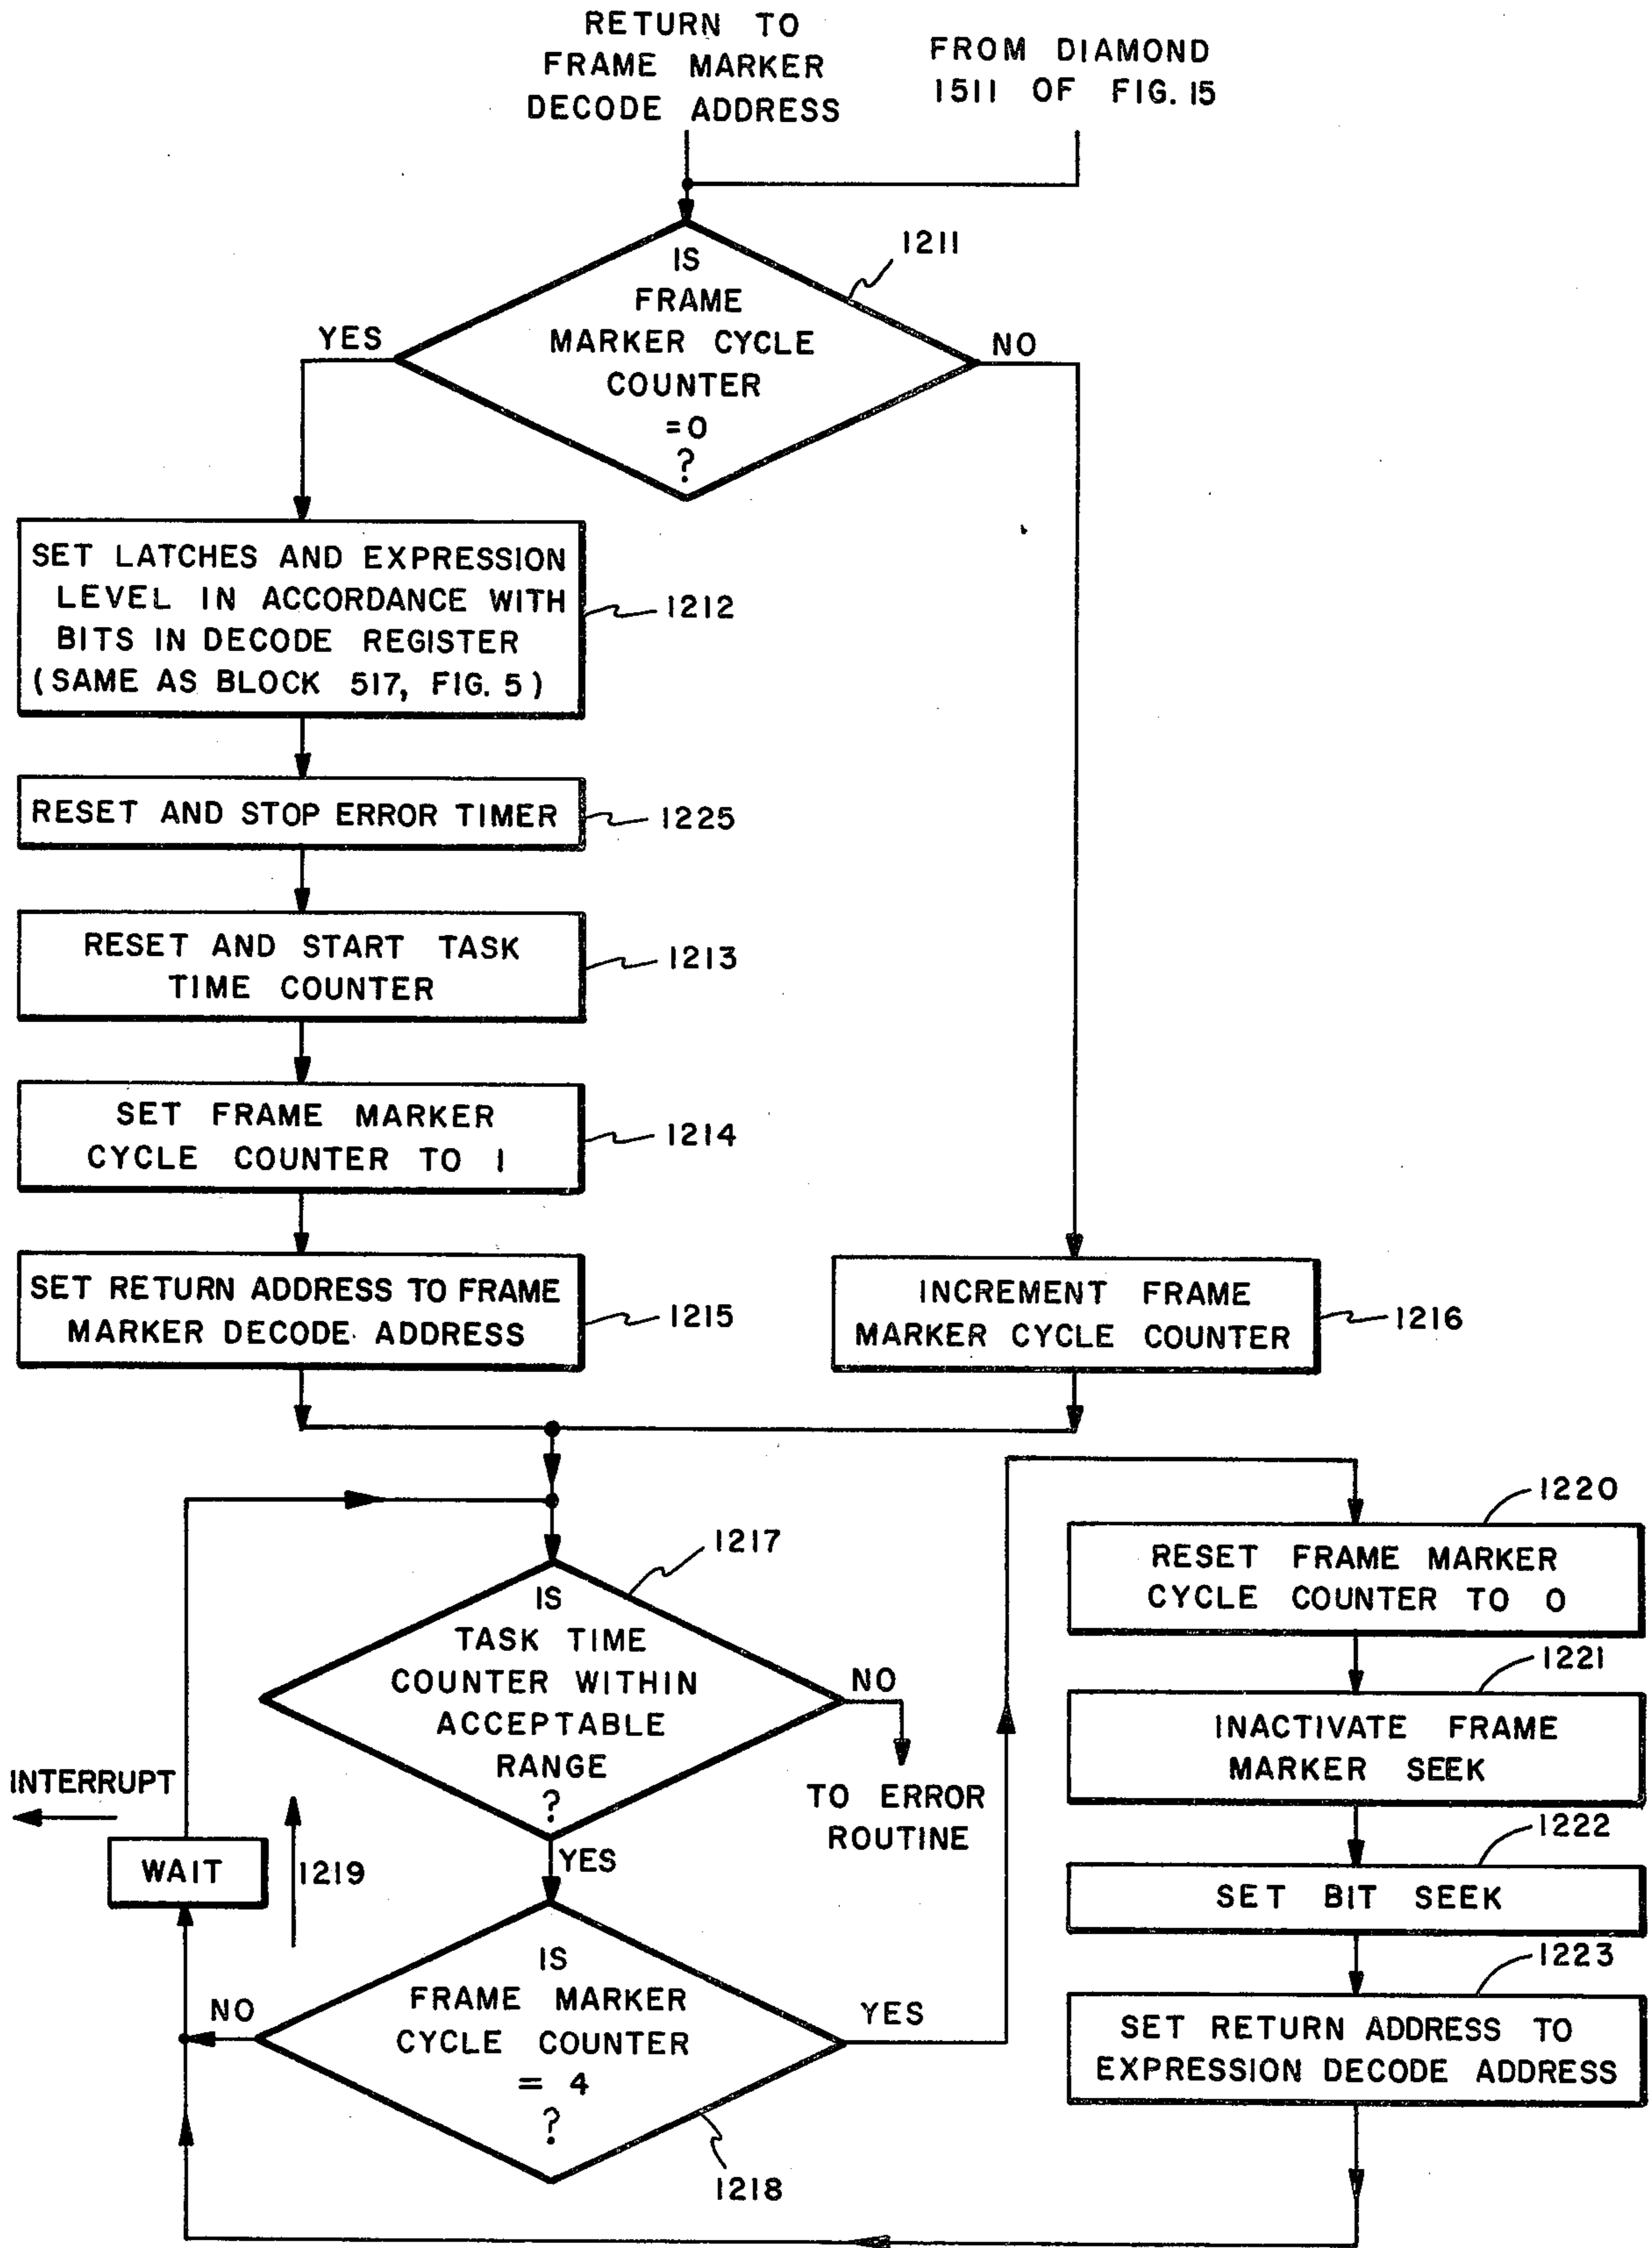 RETURN TO
FRAME MARKER
DECODE ADDRESS
FROM DIAMOND
1511 OF FIG. 15
1211
IS
FRAME
MARKER CYCLE
COUNTER
=0
?
YES
NO
SET LATCHES AND EXPRESSION
LEVEL IN ACCORDANCE WITH
BITS IN DECODE REGISTER
(SAME AS BLOCK 517, FIG. 5)
1212
RESET AND STOP ERROR TIMER
1225
RESET AND START TASK
TIME COUNTER
1213
SET FRAME MARKER
CYCLE COUNTER TO 1
1214
SET RETURN ADDRESS TO FRAME
MARKER DECODE ADDRESS
1215
INCREMENT FRAME
MARKER CYCLE COUNTER
1216
1217
IS
TASK TIME
COUNTER WITHIN
ACCEPTABLE
RANGE
?
NO
TO ERROR
ROUTINE
YES
INTERRUPT
WAIT
1219
IS
FRAME MARKER
CYCLE COUNTER
= 4
?
NO
YES
1218
1220
RESET FRAME MARKER
CYCLE COUNTER TO 0
1221
INACTIVATE FRAME
MARKER SEEK
1222
SET BIT SEEK
1223
SET RETURN ADDRESS TO
EXPRESSION DECODE ADDRESS